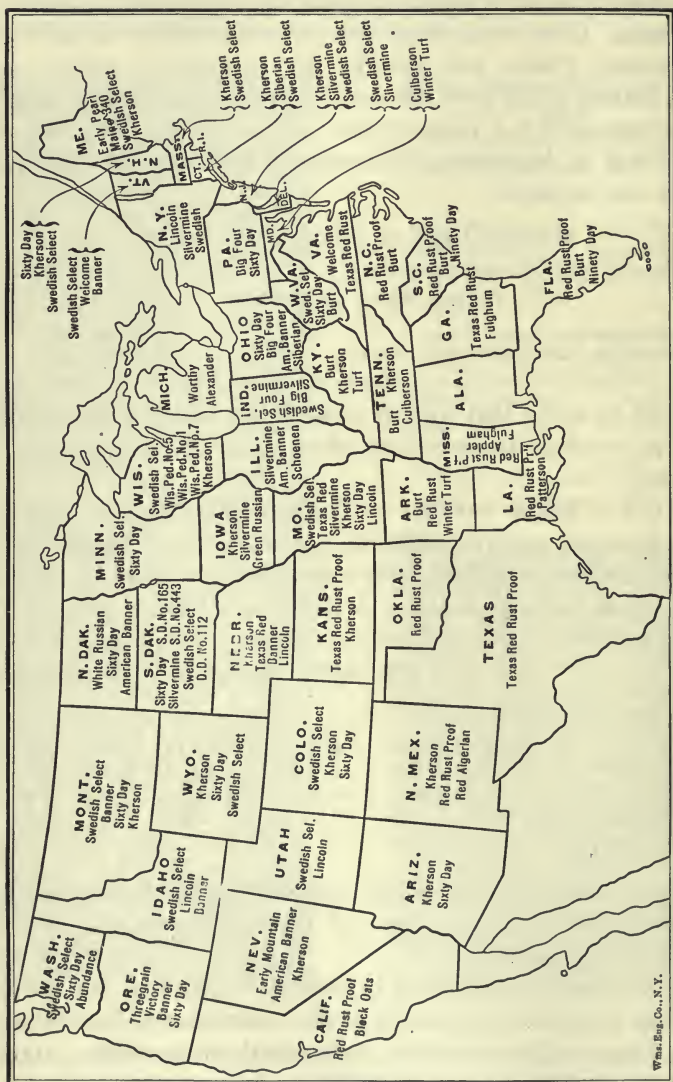 WASH.
Swedish Select
Sixty Day
Abundance
ORE.
Threegrain
Victory
Banner
Sixty Day
CALIF.
Red Rust Proof
Black Oats
NEV.
Early Mountain
American Banner
Kherson
IDAHO
Swedish Select
Lincoln
Banner
MONT.
Swedish Select
Banner
Sixty Day
Kherson
WYO.
Kherson
Sixty Day
Swedish Select
UTAH
Swedish Sel.
Lincoln
COLO.
Swedish Select
Kherson
Sixty Day
ARIZ.
Kherson
Sixty Day
N. MEX.
Kherson
Red Rust Proof
Red Algerian
N. DAK.
White Russian
Sixty Day
American Banner
S. DAK.
Sixty Day S.D.No.165
Silvermine S.D.No.443
Swedish Select
D.D. No.112
NEBR.
Kherson
Texas Red
Banner
Lincoln
KANS.
Texas Red Rust Proof
Kherson
OKLA.
Red Rust Proof
TEXAS
Texas Red Rust Proof
MINN.
Swedish Sel.
Sixty Day
IOWA
Kherson
Silvermine
Green Russian
MO.
Swedish Sel.
Texas Red
Silvermine
Kherson
Sixty Day
Lincoln
ARK.
Burt
Red Rust
Winter Turf
LA.
Red Rust Pr'f
Patterson
WIS.
Swedish Sel.
Wis.Ped.No.5
Wis.Ped.No.1
Wis.Ped.No.7
Kherson
ILL.
Silvermine
Am. Banner
Schoenen
MICH.
Worthy
Alexander
IND.
Swedish Sel.
Big Four
Silvermine
OHIO
Sixty Day
Big Four
Am. Banner
Siberian
KY.
Burt
Kherson
Turf
TENN.
Burt Kherson
Culberson
MISS.
Red Rust P'f
Appler
Fulgham
ALA.
GA.
Texas Red Rust
Fulghum
FLA.
Red Rust Proof
Burt
Ninety Day
S.C.
Red Rust Proof
Burt
Ninety Day
N.C.
Red Rust Proof
Burt
VA.
Welcome
Texas Red Rust
W.VA.
Swed. Sel.
Sixty Day
Burt
PA.
Big Four
Sixty Day
N.Y.
Lincoln
Silvermine
Swedish
ME.
Early Pearl
Maine 340
Swedish Select
Kherson
N.H.
Sixty Day
Kherson
Swedish Select
VT.
Swedish Select
Welcome
Banner
MASS.
Kherson
Swedish Select
CT.
R.I.
Kherson
Siberian
Swedish Select
N.J.
Kherson
Silvermine
Swedish Select
DEL.
Swedish Select
Silvermine
MD.
Culberson
Winter Turf
Wms. Eng. Co., N.Y.